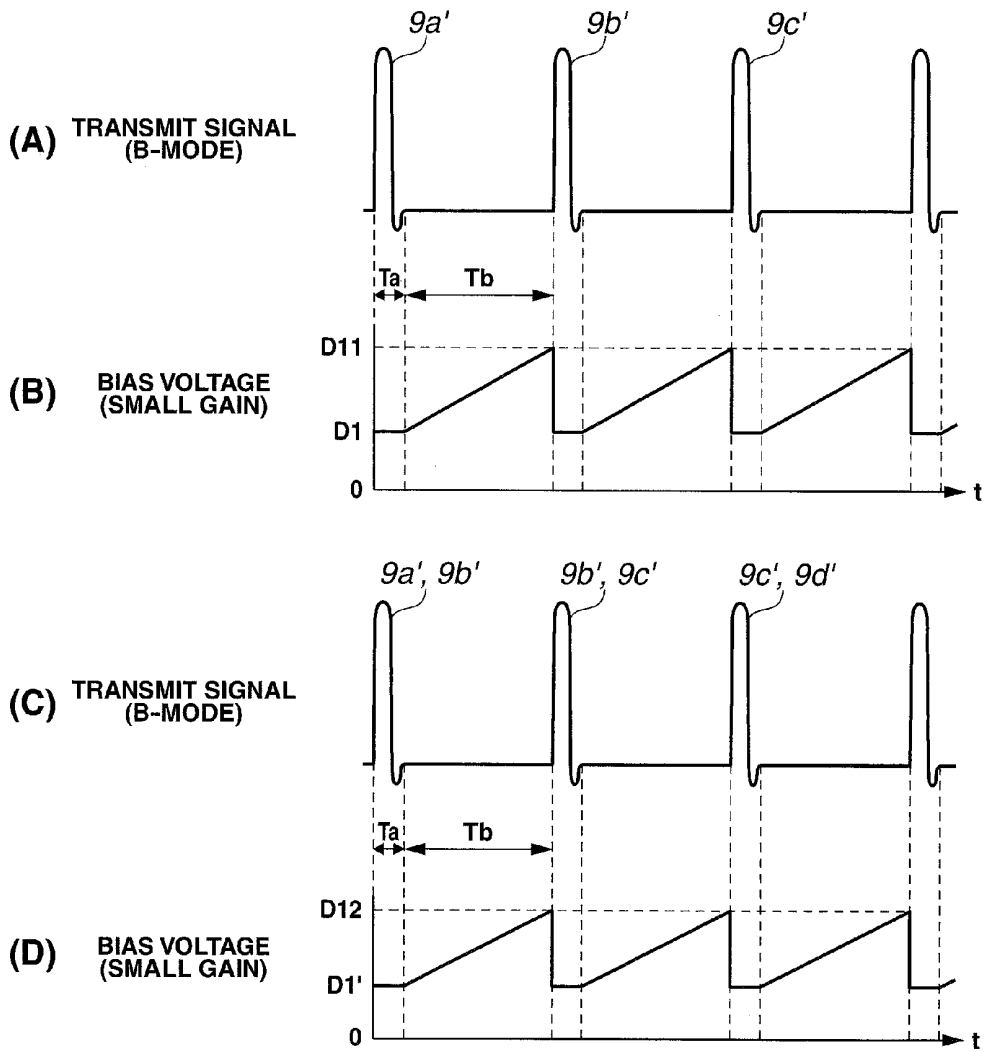 9a'
9b'
9c'
(A)
TRANSMIT SIGNAL
(B-MODE)
Ta
Tb
D11
(B)
BIAS VOLTAGE
(SMALL GAIN)
D1
0
t
9a', 9b'
9b', 9c'
9c', 9d'
(C)
TRANSMIT SIGNAL
(B-MODE)
Ta
Tb
D12
(D)
BIAS VOLTAGE
(SMALL GAIN)
D1'
0
t